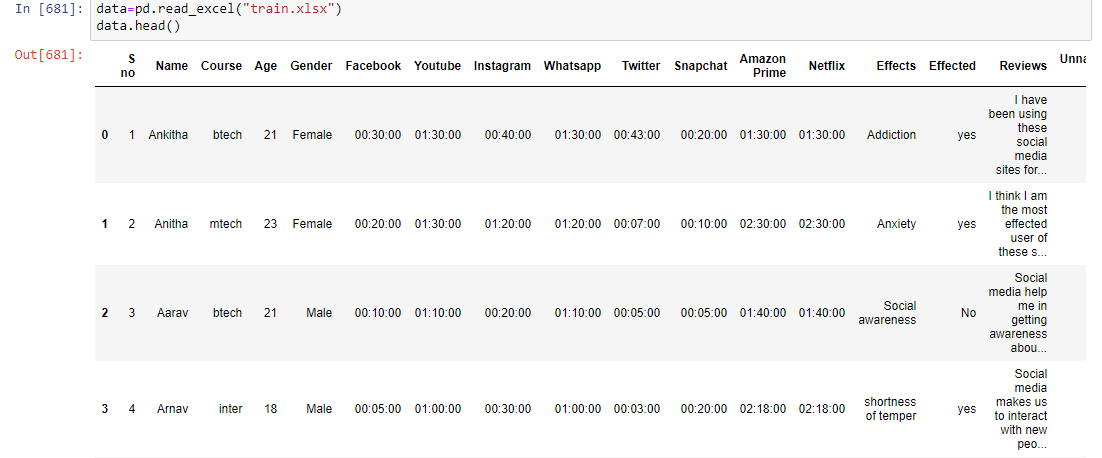 In [681]: data=pd.read_excel("train.xlsx")
data.head()
Out[681]:
S no Name Course Age Gender Facebook Youtube Instagram Whatsapp Twitter Snapchat Amazon Prime Netflix Effects Effected Reviews Unna
0 1 Ankitha btech 21 Female 00:30:00 01:30:00 00:40:00 01:30:00 00:43:00 00:20:00 01:30:00 01:30:00 Addiction yes I have been using these social media sites for...
1 2 Anitha mtech 23 Female 00:20:00 01:30:00 01:20:00 01:20:00 00:07:00 00:10:00 02:30:00 02:30:00 Anxiety yes I think I am the most effected user of these s...
2 3 Aarav btech 21 Male 00:10:00 01:10:00 00:20:00 01:10:00 00:05:00 00:05:00 01:40:00 01:40:00 Social awareness No Social media help me in getting awareness abou...
3 4 Arnav inter 18 Male 00:05:00 01:00:00 00:30:00 01:00:00 00:03:00 00:20:00 02:18:00 02:18:00 shortness of temper yes Social media makes us to interact with new peo...